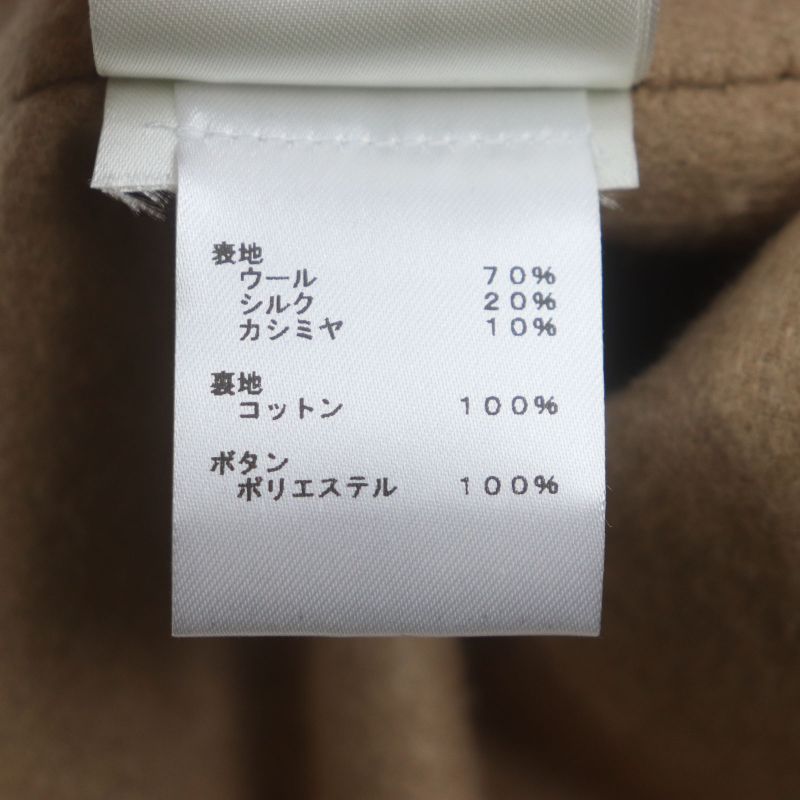 表地
ウール 70%
シルク 20%
カシミヤ 10%
裏地
コットン 100%
ボタン
ポリエステル 100%